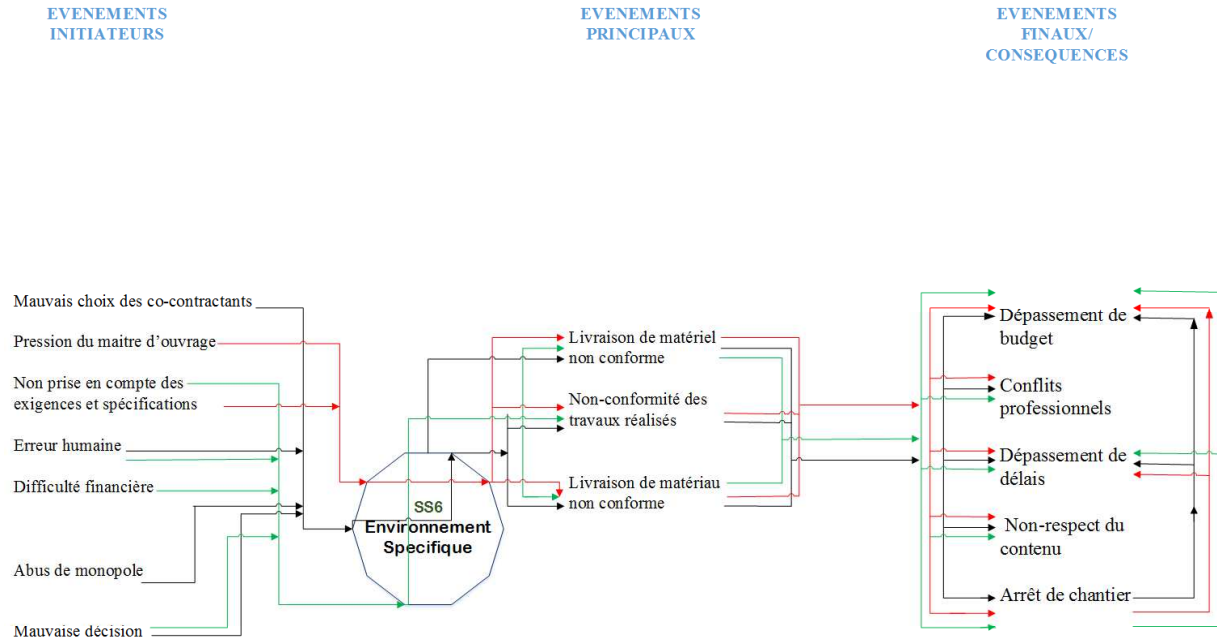 EVENEMENTS
INITIATEURS
EVENEMENTS
PRINCIPAUX
EVENEMENTS
FINAUX/
CONSEQUENCES
Mauvais choix des co-contractants
Pression du maitre d’ouvrage
Non prise en compte des
exigences et spécifications
Erreur humaine
Difficulté financière
Abus de monopole
Mauvaise décision
SS6
Environnement
Specifique
Livraison de matériel
non conforme
Non-conformité des
travaux réalisés
Livraison de matériau
non conforme
Dépassement de
budget
Conflits
professionnels
Dépassement de
délais
Non-respect du
contenu
Arrêt de chantier